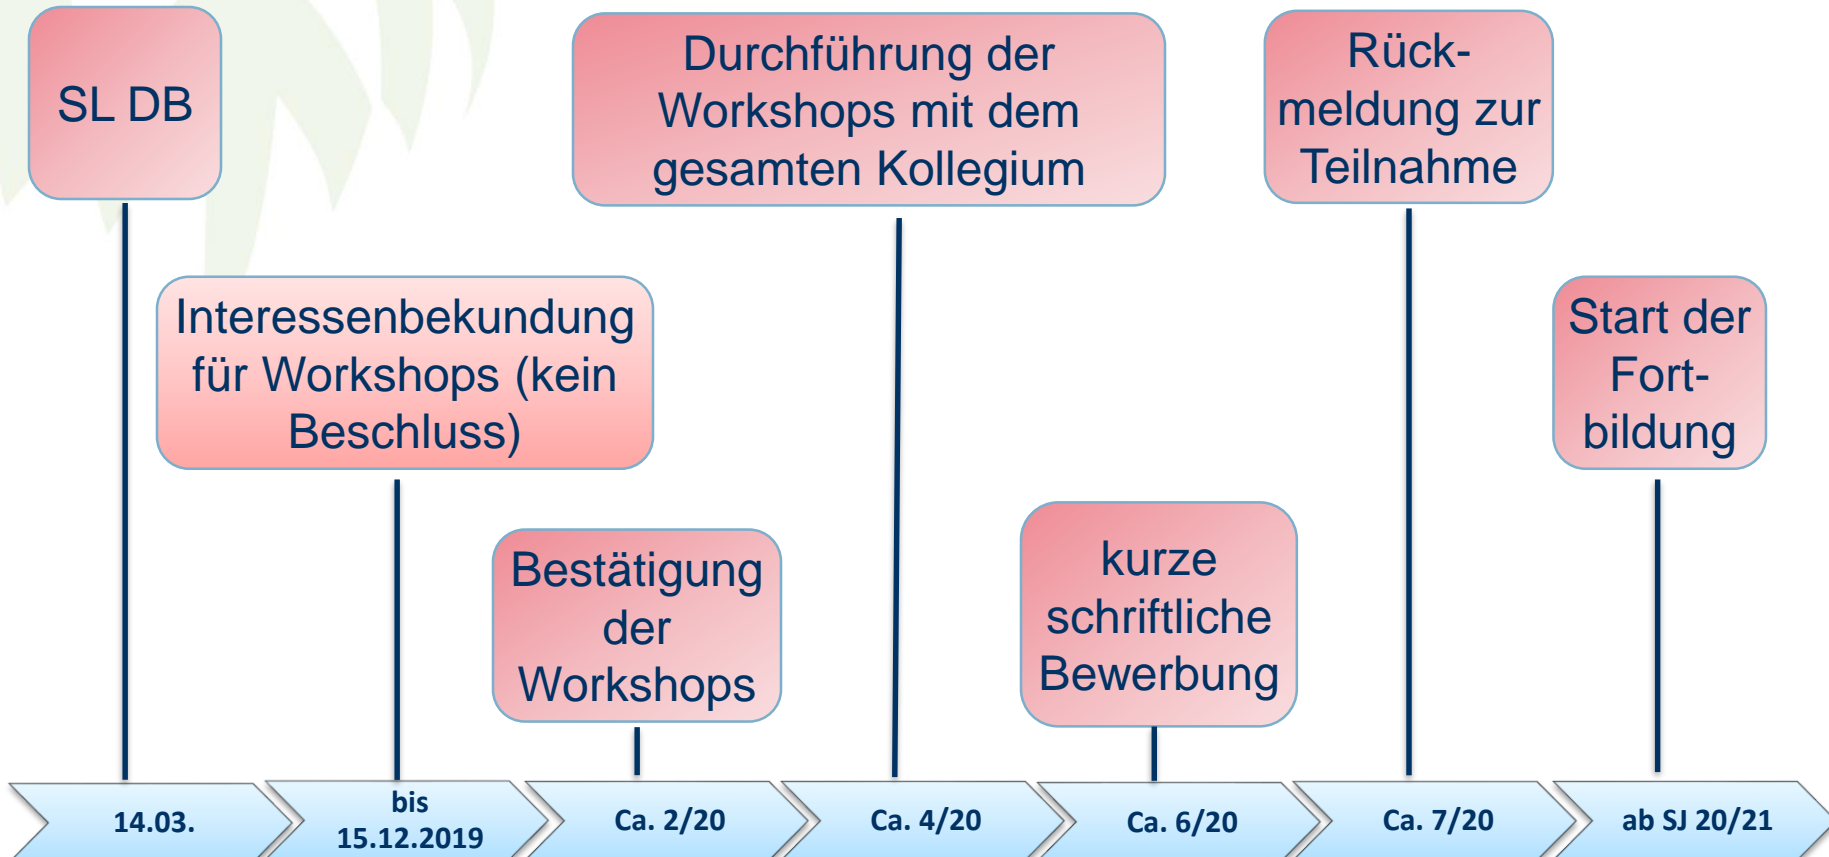 SL DB
Durchführung der
Workshops mit dem
gesamten Kollegium
Rück-
meldung zur
Teilnahme
Interessenbekundung
für Workshops (kein
Beschluss)
Start der
Fort-
bildung
Bestätigung
der
Workshops
kurze
schriftliche
Bewerbung
14.03.
bis
15.12.2019
Ca. 2/20
Ca. 4/20
Ca. 6/20
Ca. 7/20
ab SJ 20/21